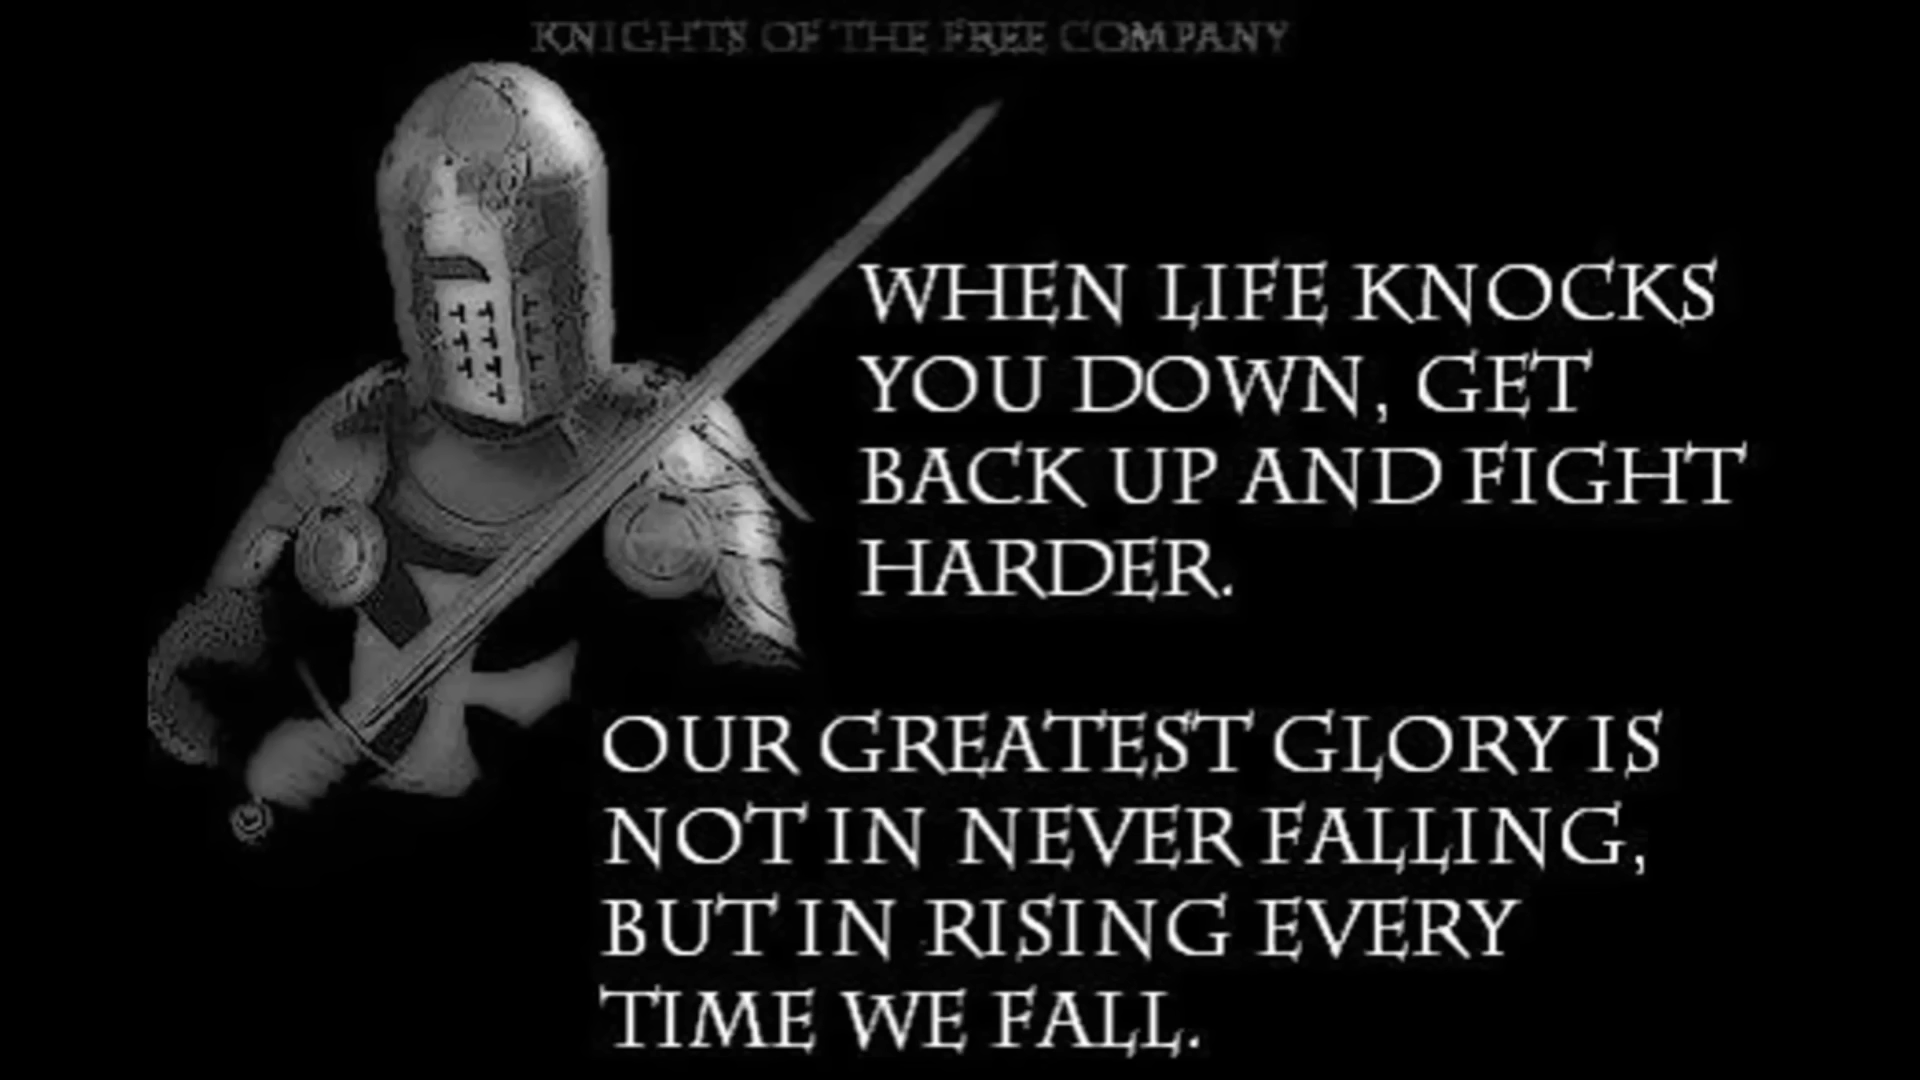 KNIGHTS OF THE FREE COMPANY
WHEN LIFE KNOCKS
YOU DOWN, GET
BACK UP AND FIGHT
HARDER.
OUR GREATEST GLORY IS
NOT IN NEVER FALLING,
BUT IN RISING EVERY
TIME WE FALL.